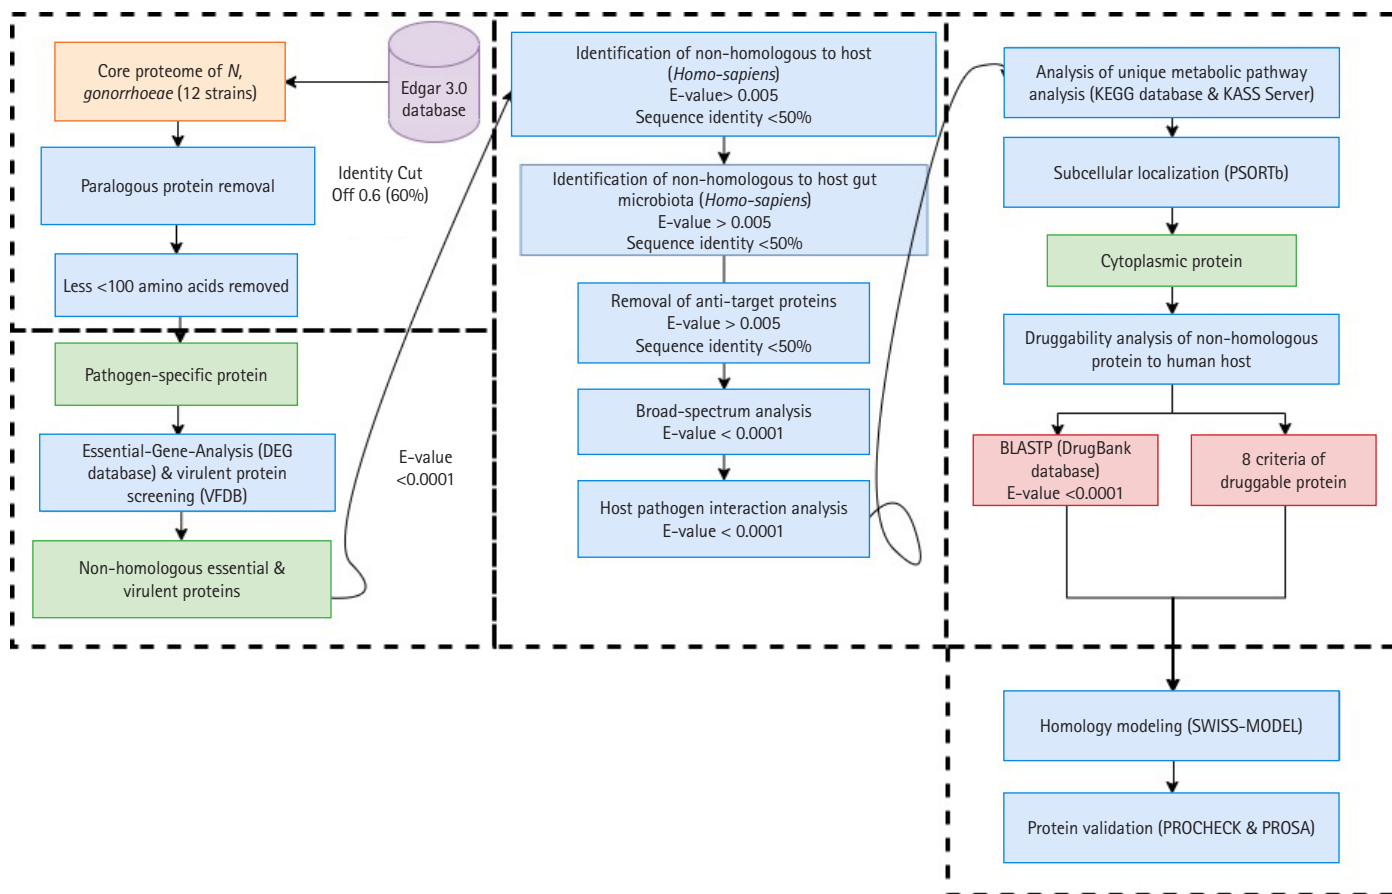 Core proteome of N,
gonorrhoeae (12 strains)
Edgar 3.0
database
Paralogous protein removal
Identity Cut
Off 0.6 (60%)
Less <100 amino acids removed
Pathogen-specific protein
Essential-Gene-Analysis (DEG
database) & virulent protein
screening (VFDB)
E-value
<0.0001
Non-homologous essential &
virulent proteins
Identification of non-homologous to host
(Homo-sapiens)
E-value> 0.005
Sequence identity <50%
Identification of non-homologous to host gut
microbiota (Homo-sapiens)
E-value > 0.005
Sequence identity <50%
Removal of anti-target proteins
E-value > 0.005
Sequence identity <50%
Broad-spectrum analysis
E-value < 0.0001
Host pathogen interaction analysis
E-value < 0.0001
Analysis of unique metabolic pathway
analysis (KEGG database & KASS Server)
Subcellular localization (PSORTb)
Cytoplasmic protein
Druggability analysis of non-homologous
protein to human host
BLASTP (DrugBank
database)
E-value <0.0001
8 criteria of
druggable protein
Homology modeling (SWISS-MODEL)
Protein validation (PROCHECK & PROSA)